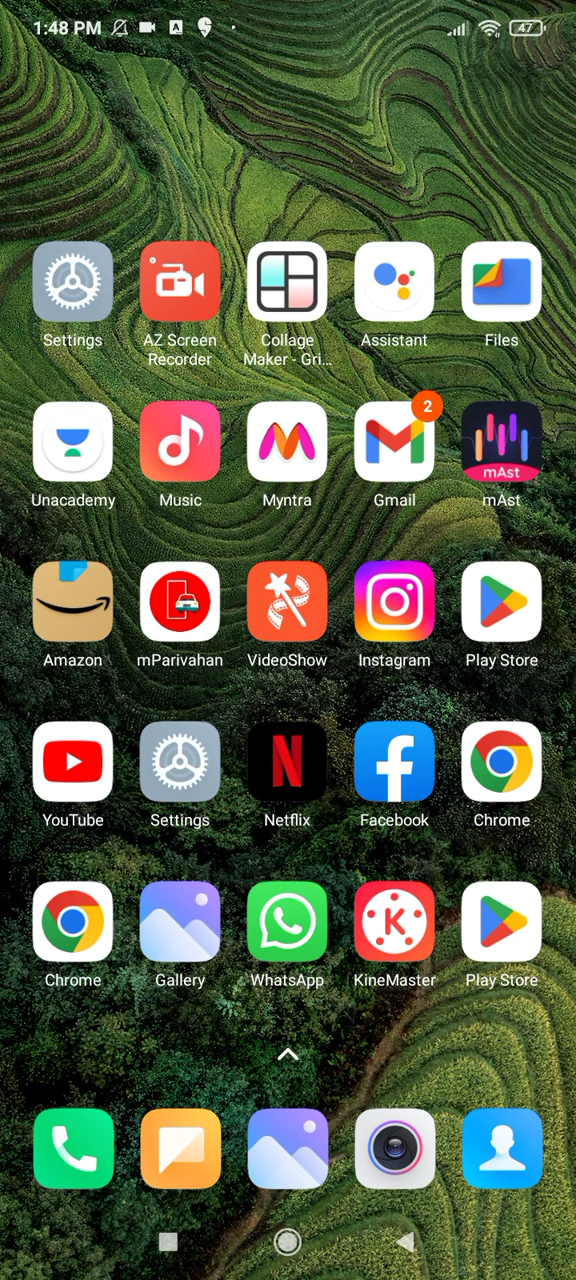 1:48 PM
47
Settings
AZ Screen
Recorder
Collage
Maker - Gri...
Assistant
Files
2
Unacademy
Music
Myntra
Gmail
mAst
mAst
Amazon
mParivahan
VideoShow
Instagram
Play Store
YouTube
Settings
Netflix
Facebook
Chrome
Chrome
Gallery
WhatsApp
KineMaster
Play Store